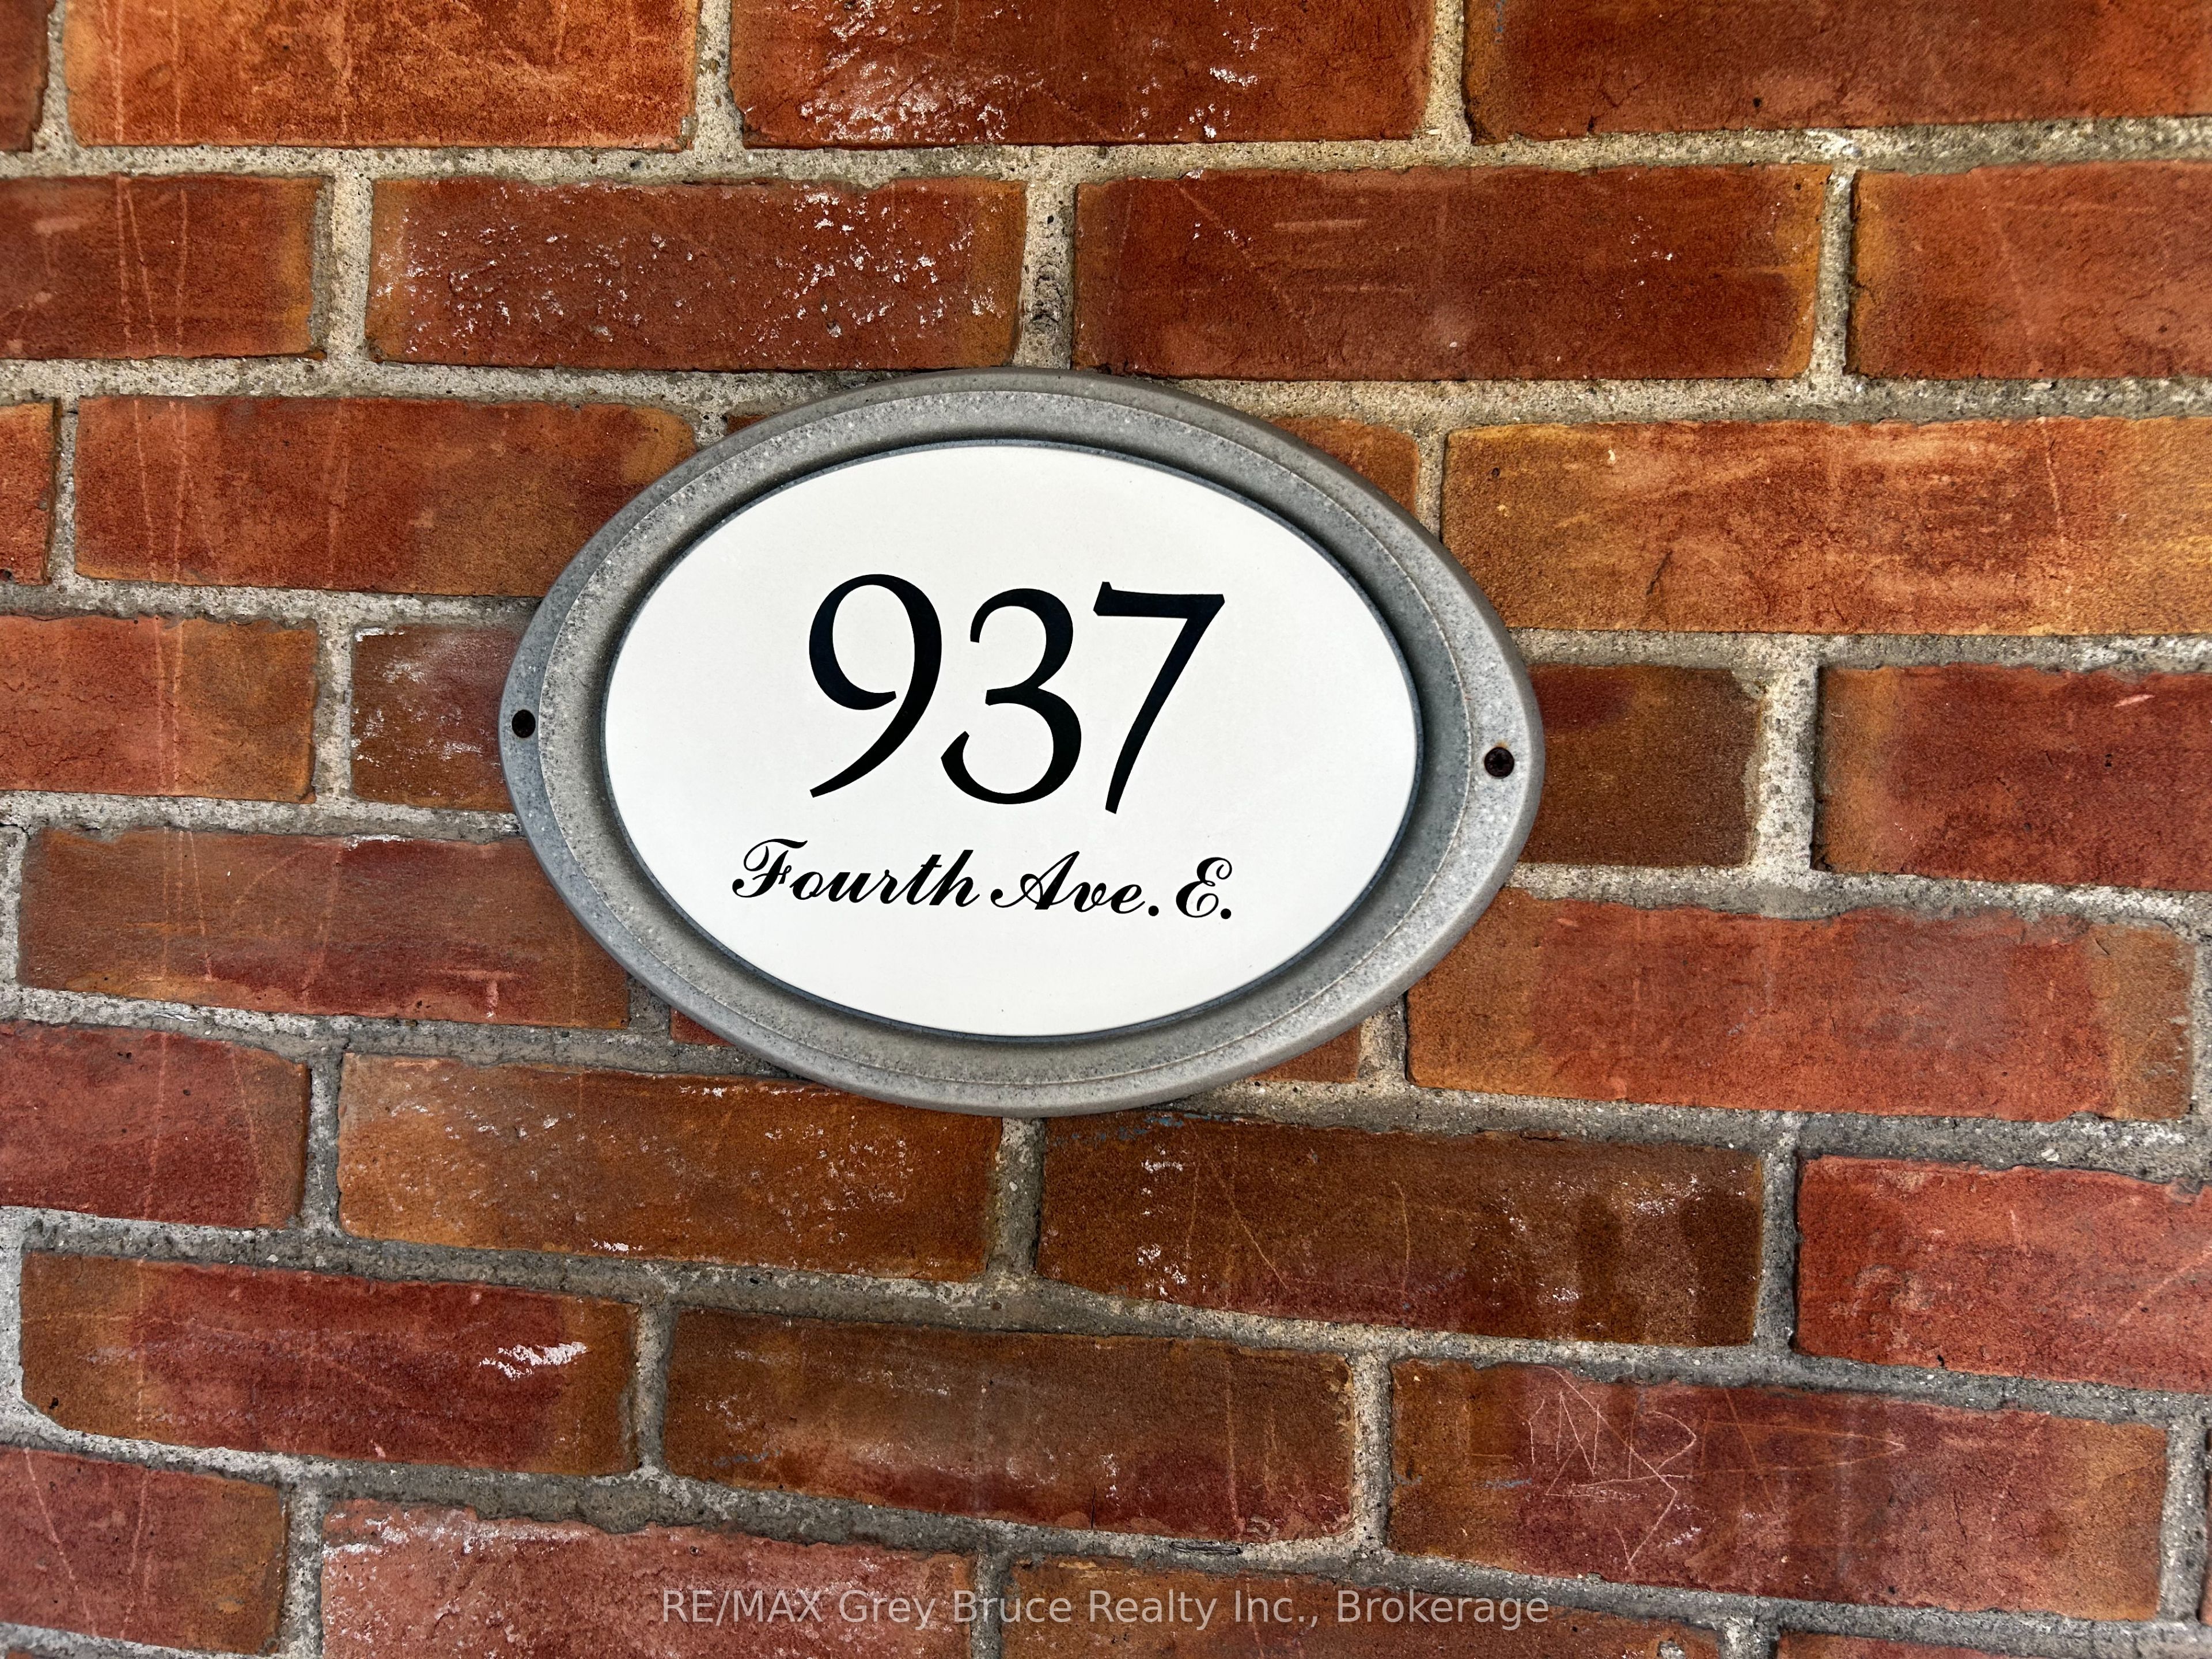 937
Fourth Ave. E.
RE/MAX Grey Bruce Realty Inc., Brokerage